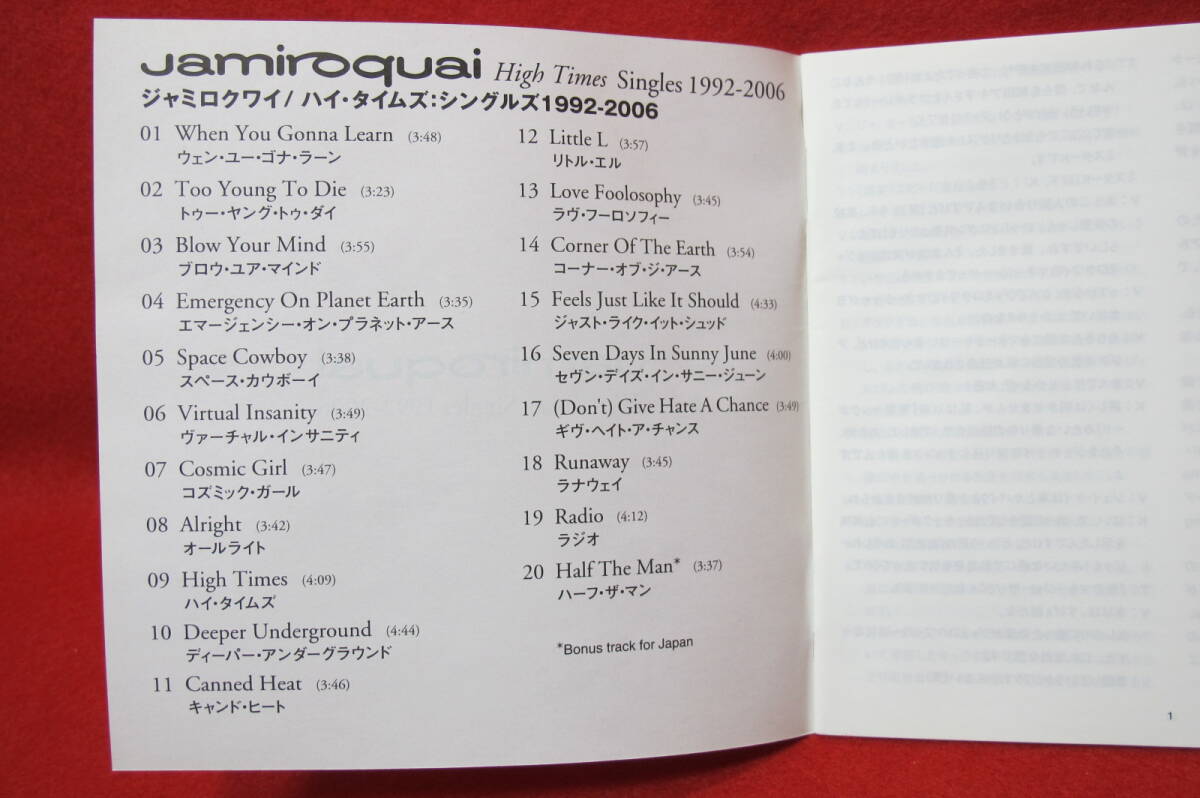 Jamiroquai High Times Singles 1992-2006
ジャミロクワイ/ ハイ・タイムズ:シングルズ1992-2006
01 When You Gonna Learn (3:48)
ウェン・ユー・ゴナ・ラーン
02 Too Young To Die (3:23)
トゥー・ヤング・トゥ・ダイ
03 Blow Your Mind (3:55)
ブロウ・ユア・マインド
04 Emergency On Planet Earth (3:35)
エマージェンシー・オン・プラネット・アース
05 Space Cowboy (3:38)
スペース・カウボーイ
06 Virtual Insanity (3:49)
ヴァーチャル・インサニティ
07 Cosmic Girl (3:47)
コズミック・ガール
08 Alright (3:42)
オールライト
09 High Times (4:09)
ハイ・タイムズ
10 Deeper Underground (4:44)
ディーパー・アンダーグラウンド
11 Canned Heat (3:46)
キャンド・ヒート
12 Little L (3:57)
リトル・エル
13 Love Foolosophy (3:45)
ラヴ・フーロソフィー
14 Corner Of The Earth (3:54)
コーナー・オブ・ジ・アース
15 Feels Just Like It Should (4:33)
ジャスト・ライク・イット・シュッド
16 Seven Days In Sunny June (4:00)
セヴン・デイズ・イン・サニー・ジューン
17 (Don't) Give Hate A Chance (3:49)
ギヴ・ヘイト・ア・チャンス
18 Runaway (3:45)
ラナウェイ
19 Radio (4:12)
ラジオ
20 Half The Man* (3:37)
ハーフ・ザ・マン
*Bonus track for Japan
1